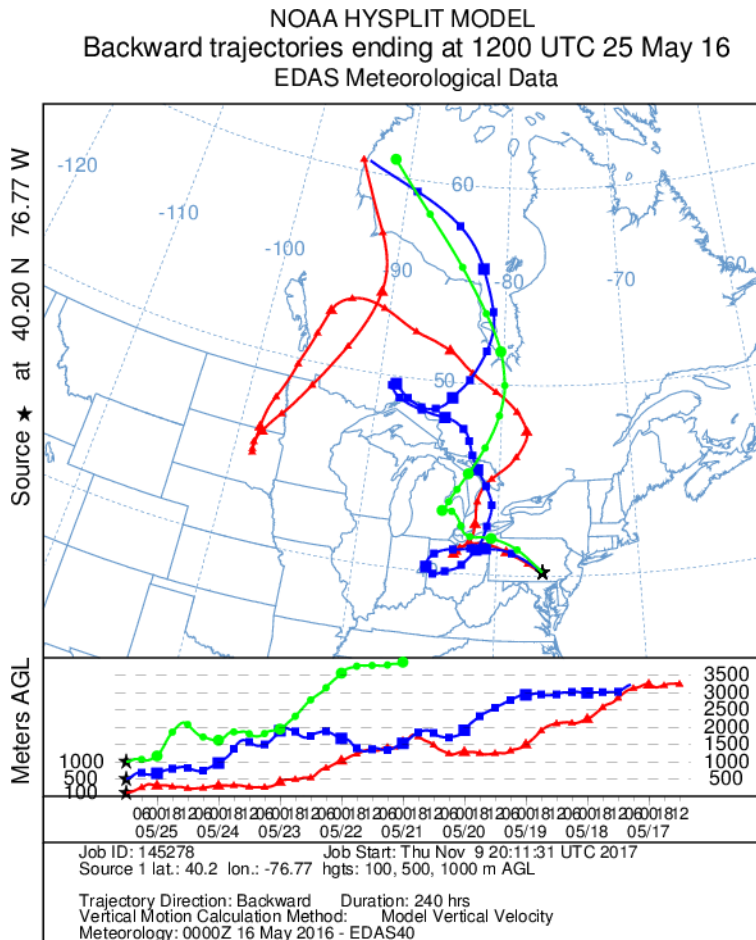 NOAA HYSPLIT MODEL
Backward trajectories ending at 1200 UTC 25 May 16
EDAS Meteorological Data
Source ★ at 40.20 N 76.77 W
-120
-110
-100
-90
-80
-70
-60
60
50
40
Meters AGL
3500
3000
2500
2000
1500
1000
500
1000
500
100
05/25 05/24 05/23 05/22 05/21 05/20 05/19 05/18 05/17
Job ID: 145278 Job Start: Thu Nov 9 20:11:31 UTC 2017
Source 1 lat.: 40.2 lon.: -76.77 hgts: 100, 500, 1000 m AGL
Trajectory Direction: Backward Duration: 240 hrs
Vertical Motion Calculation Method: Model Vertical Velocity
Meteorology: 0000Z 16 May 2016 - EDAS40